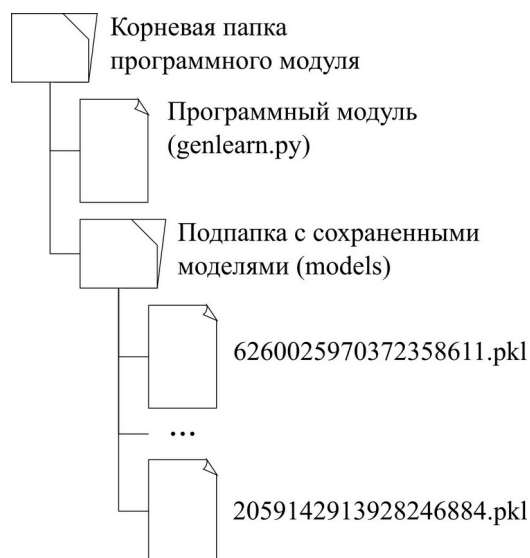 Корневая папка
программного модуля
Программный модуль
(genlearn.py)
Подпапка с сохраненными
моделями (models)
6260025970372358611.pkl
...
2059142913928246884.pkl